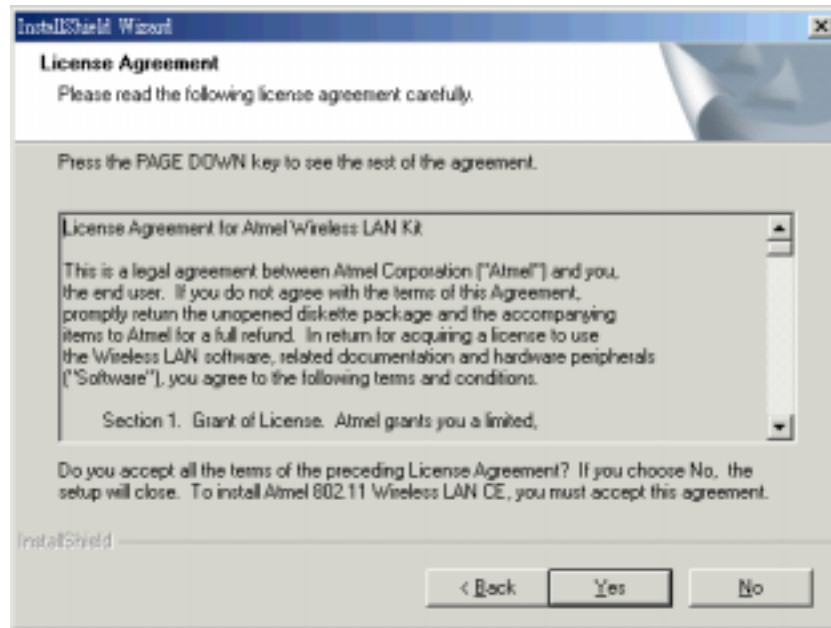 InstallShield Wizard
License Agreement
Please read the following license agreement carefully.
Press the PAGE DOWN key to see the rest of the agreement.
License Agreement for Atmel Wireless LAN Kit
This is a legal agreement between Atmel Corporation ("Atmel") and you,
the end user. If you do not agree with the terms of this Agreement,
promptly return the unopened diskette package and the accompanying
items to Atmel for a full refund. In return for acquiring a license to use
the Wireless LAN software, related documentation and hardware peripherals
("Software"), you agree to the following terms and conditions.
Section 1. Grant of License. Atmel grants you a limited,
Do you accept all the terms of the preceding License Agreement? If you choose No, the
setup will close. To install Atmel 802.11 Wireless LAN CE, you must accept this agreement.
InstallShield
< Back
Yes
No